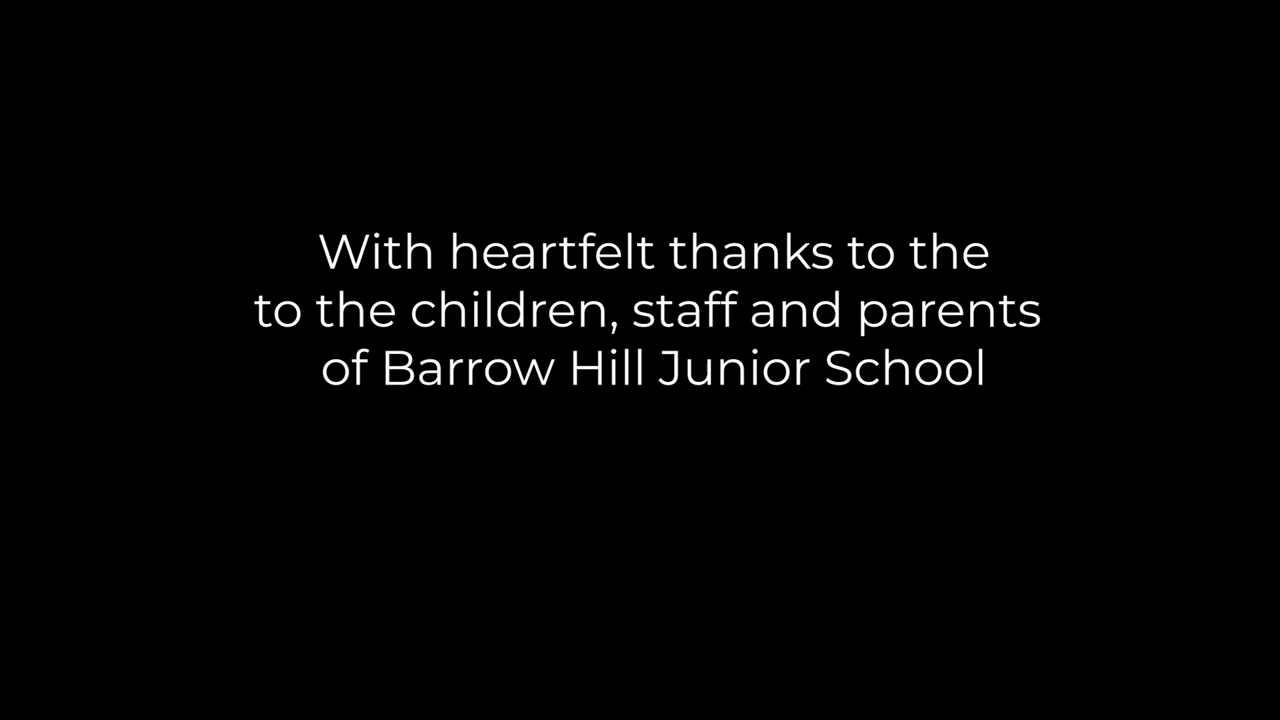 With heartfelt thanks to the
to the children, staff and parents
of Barrow Hill Junior School